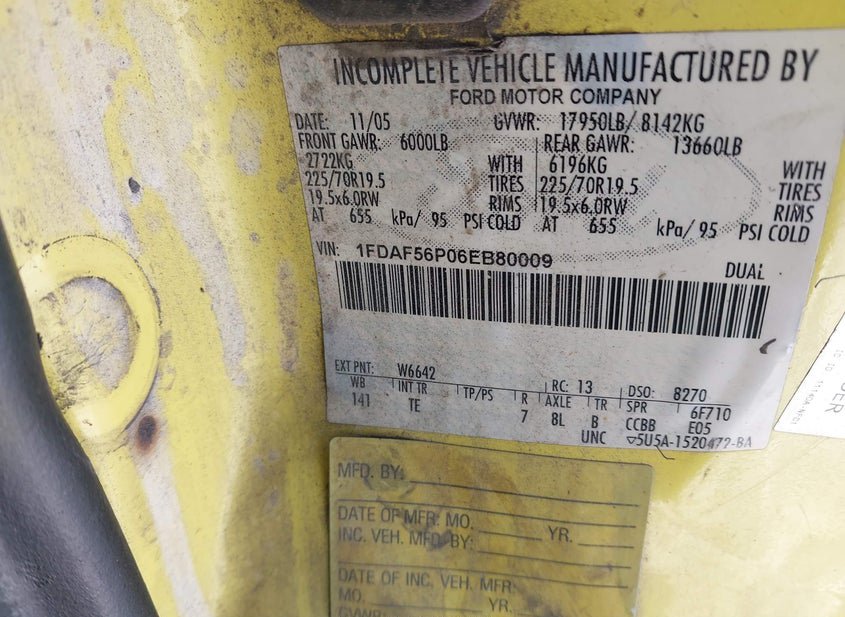 INCOMPLETE VEHICLE MANUFACTURED BY
FORD MOTOR COMPANY
DATE: 11/05 GVWR: 17950LB/ 8142KG
FRONT GAWR: 6000LB REAR GAWR: 13660LB
2722KG WITH 6196KG WITH
225/70R19.5 TIRES 225/70R19.5 TIRES
19.5x6.0RW RIMS 19.5x6.0RW RIMS
AT 655 kPa/ 95 PSI COLD AT 655 kPa/ 95 PSI COLD
VIN: 1FDAF56P06EB80009 DUAL
EXT PNT: W6642 RC: 13 DSO: 8270
WB INT TR TP/PS R AXLE TR SPR 6F710
141 TE 7 8L B CCBB E05
UNC ▽5U5A-1520472-BA
MFD. BY:
DATE OF MFR: MO. YR.
INC. VEH. MFD. BY:
DATE OF INC. VEH. MFR:
MO. YR.
GVWR: